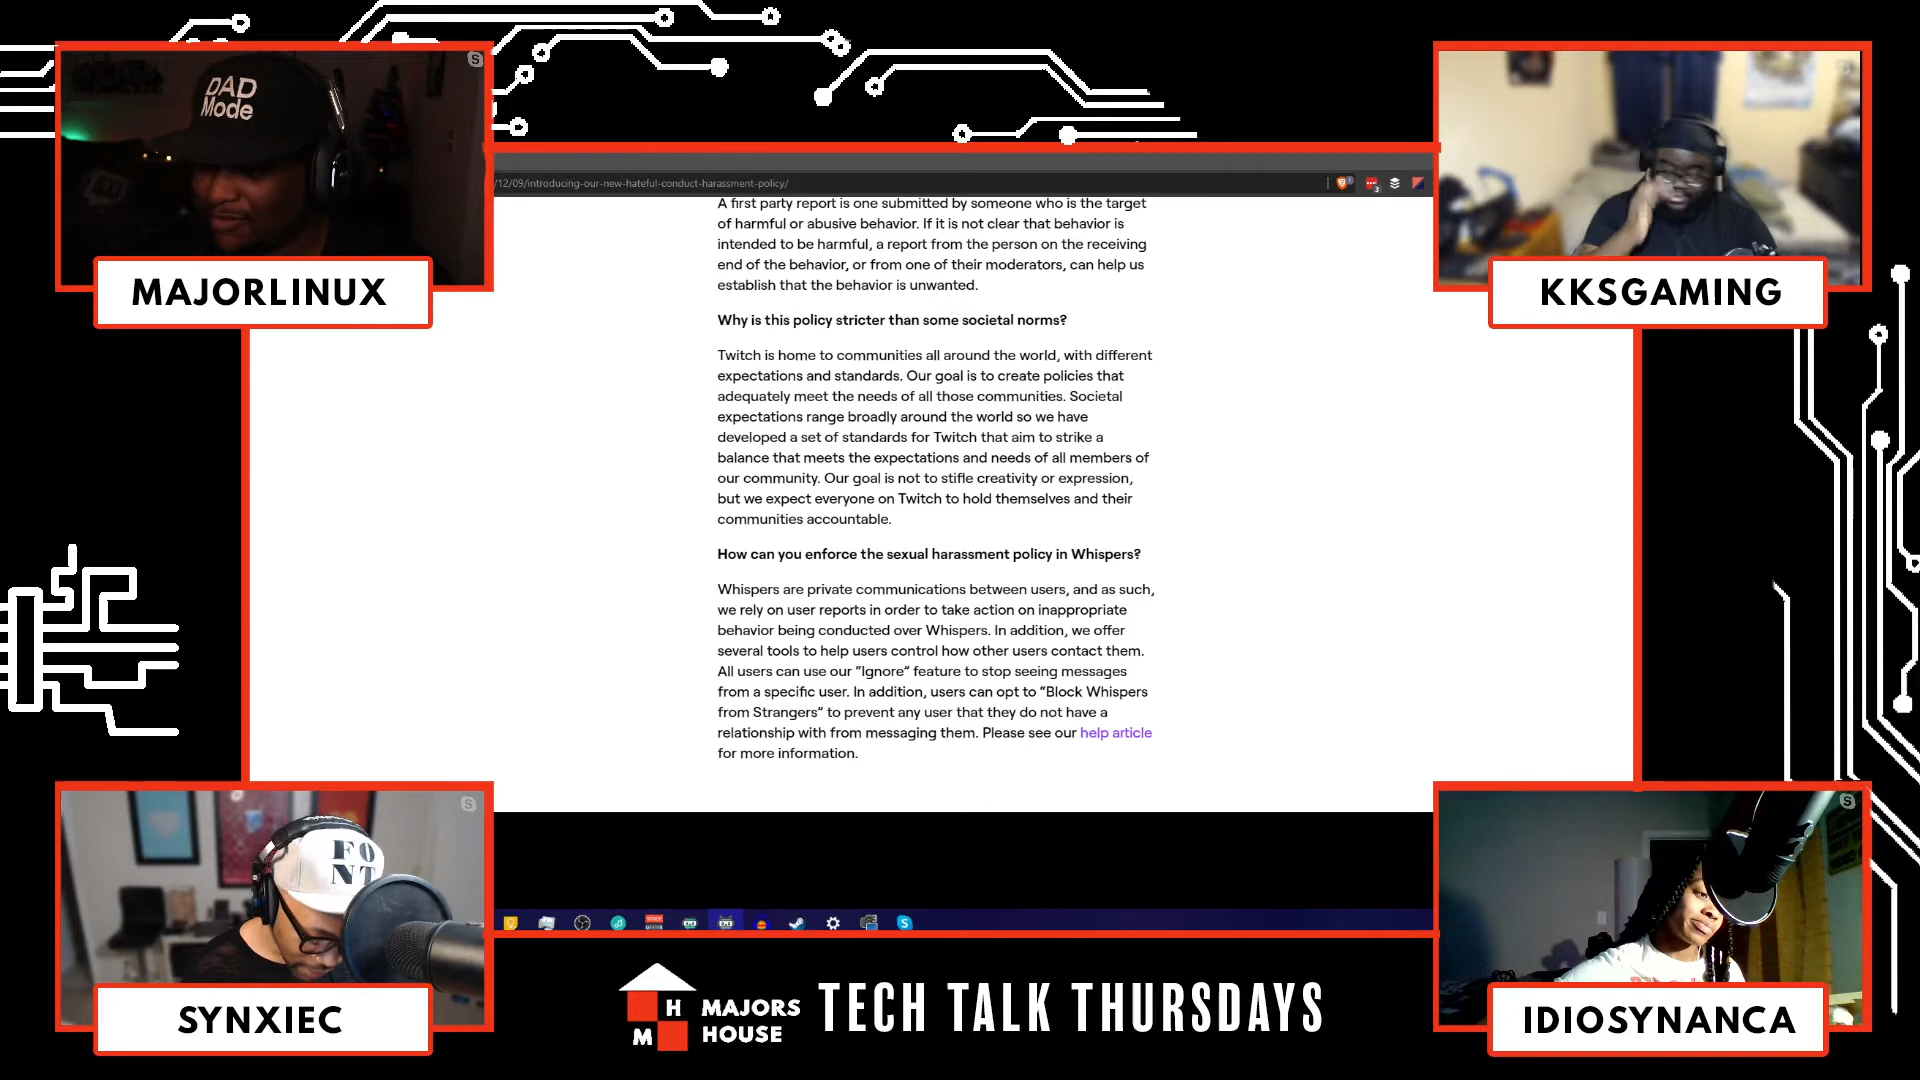 DAD
Mode
MAJORLINUX
KKSGAMING
/12/09/introducing-our-new-hateful-conduct-harassment-policy/
A first party report is one submitted by someone who is the target
of harmful or abusive behavior. If it is not clear that behavior is
intended to be harmful, a report from the person on the receiving
end of the behavior, or from one of their moderators, can help us
establish that the behavior is unwanted.
Why is this policy stricter than some societal norms?
Twitch is home to communities all around the world, with different
expectations and standards. Our goal is to create policies that
adequately meet the needs of all those communities. Societal
expectations range broadly around the world so we have
developed a set of standards for Twitch that aim to strike a
balance that meets the expectations and needs of all members of
our community. Our goal is not to stifle creativity or expression,
but we expect everyone on Twitch to hold themselves and their
communities accountable.
How can you enforce the sexual harassment policy in Whispers?
Whispers are private communications between users, and as such,
we rely on user reports in order to take action on inappropriate
behavior being conducted over Whispers. In addition, we offer
several tools to help users control how other users contact them.
All users can use our “Ignore” feature to stop seeing messages
from a specific user. In addition, users can opt to “Block Whispers
from Strangers” to prevent any user that they do not have a
relationship with from messaging them. Please see our help article
for more information.
FO
NT
SYNXIEC
IDIOSYNANCA
H
M
MAJORS
HOUSE
TECH TALK THURSDAYS